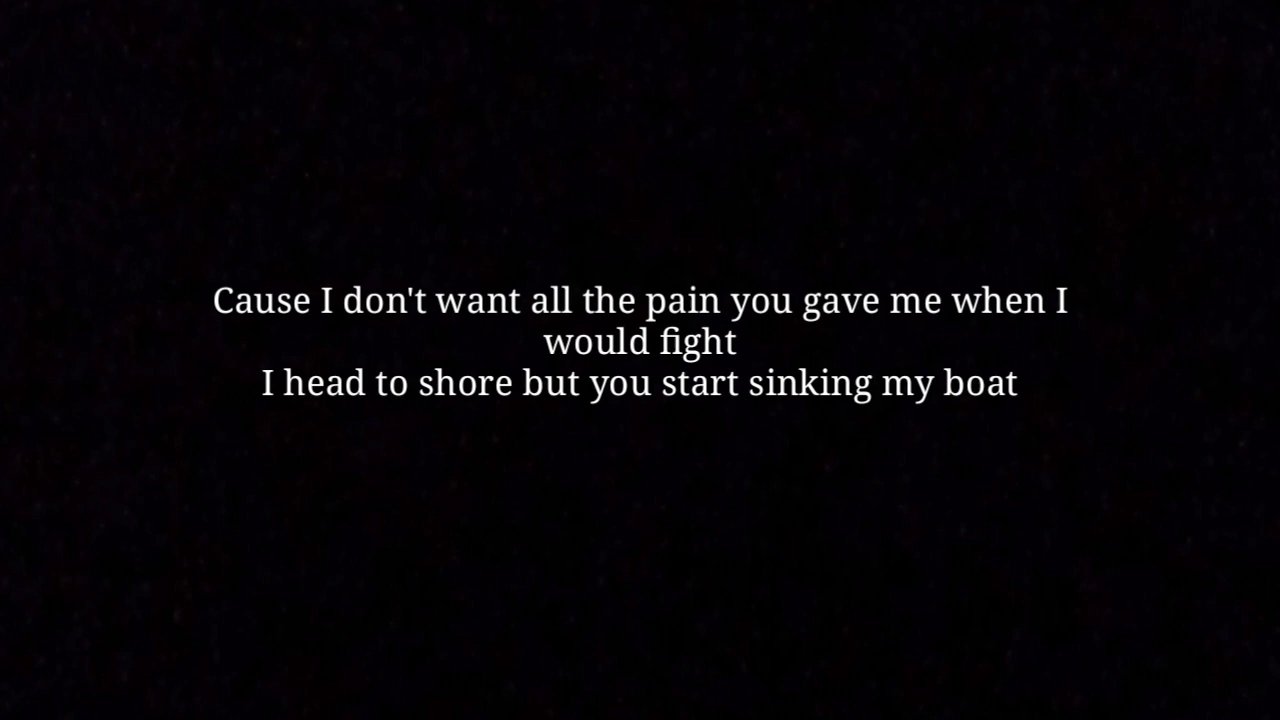 Cause I don't want all the pain you gave me when I
would fight
I head to shore but you start sinking my boat